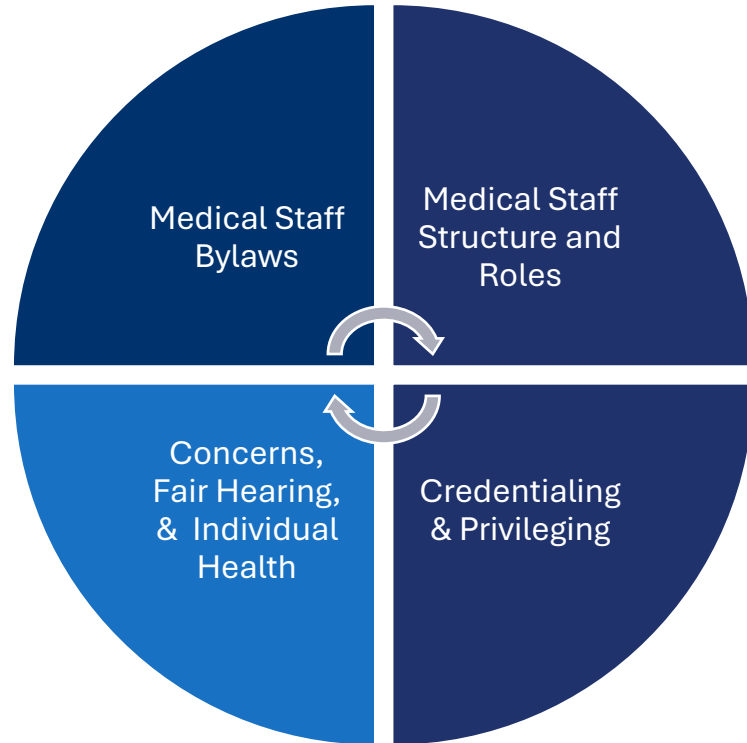 Medical Staff
Bylaws
Medical Staff
Structure and
Roles
Concerns,
Fair Hearing,
& Individual
Health
Credentialing
& Privileging